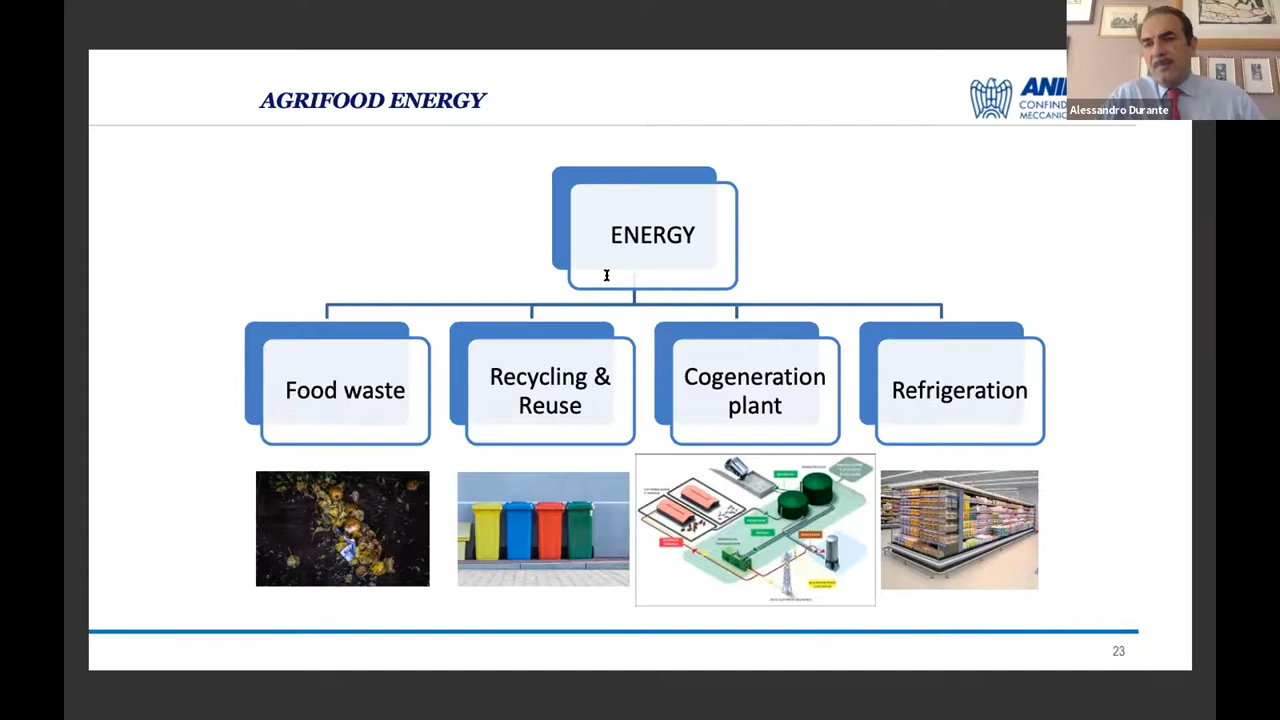 AGRIFOOD ENERGY
ANI
CONFIND
MECCANIC
Alessandro Durante
ENERGY
Food waste
Recycling &
Reuse
Cogeneration
plant
Refrigeration
23